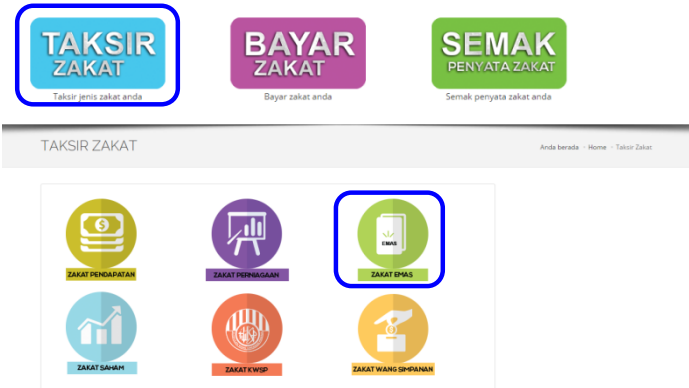 TAKSIR
ZAKAT
Taksir jenis zakat anda
BAYAR
ZAKAT
Bayar zakat anda
SEMAK
PENYATA ZAKAT
Semak penyata zakat anda
TAKSIR ZAKAT
Anda berada - Home - Taksir Zakat
ZAKAT PENDAPATAN
ZAKAT PERNIAGAAN
EMAS
ZAKAT EMAS
ZAKAT SAHAM
ZAKAT KWSP
ZAKAT WANG SIMPANAN